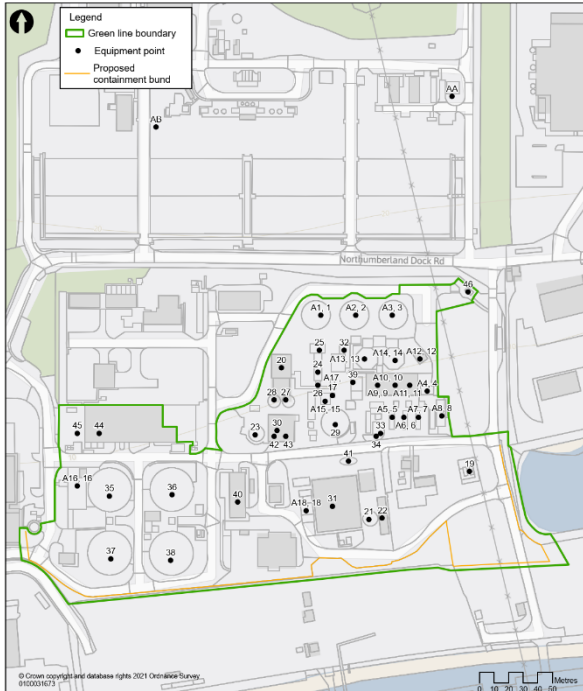 Legend
Green line boundary
Equipment point
Proposed
containment bund
AA
AB
Northumberland Dock Rd
46
A1, 1
A2, 2
A3, 3
25
32
A13, 13
A14, 14
A12, 12
20
24
A17
17
39
A10
10
A9, 9
A11, 11
A4, 4
28
27
26
A15, 15
A5, 5
A7, 7
A8
8
A6, 6
23
30
29
33
34
42
43
45
44
41
19
A16, 16
35
36
40
A18, 18
31
21
22
37
38
© Crown copyright and database rights 2021 Ordnance Survey
0100031673
Metres
0 10 20 30 40 50